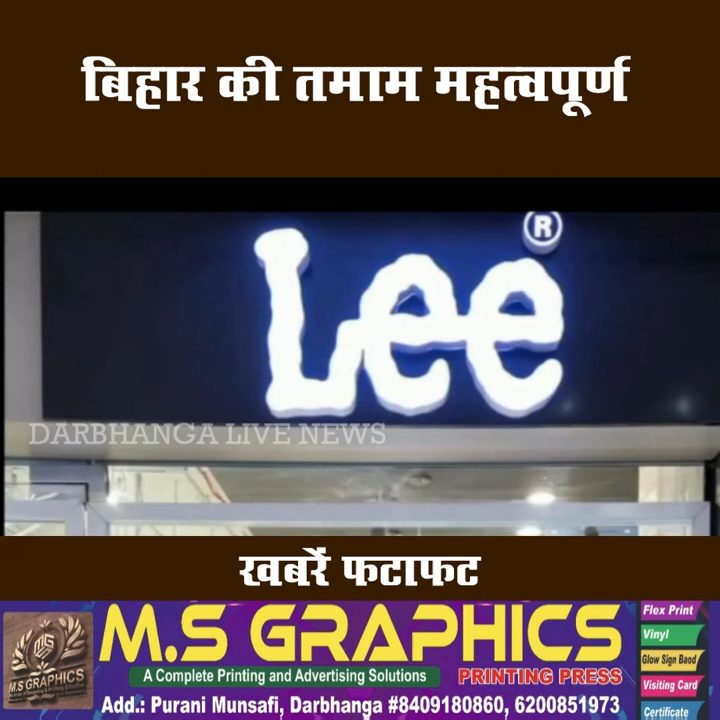 बिहार की तमाम महत्वपूर्ण
Lee®
DARBHANGA LIVE NEWS
खबरें फटाफट
M.S GRAPHICS
A Complete Printing and Advertising Solutions
PRINTING PRESS
Add.: Purani Munsafi, Darbhanga #8409180860, 6200851973
M.S GRAPHICS
Flex Print
Vinyl
Glow Sign Baod
Visiting Card
Certificate